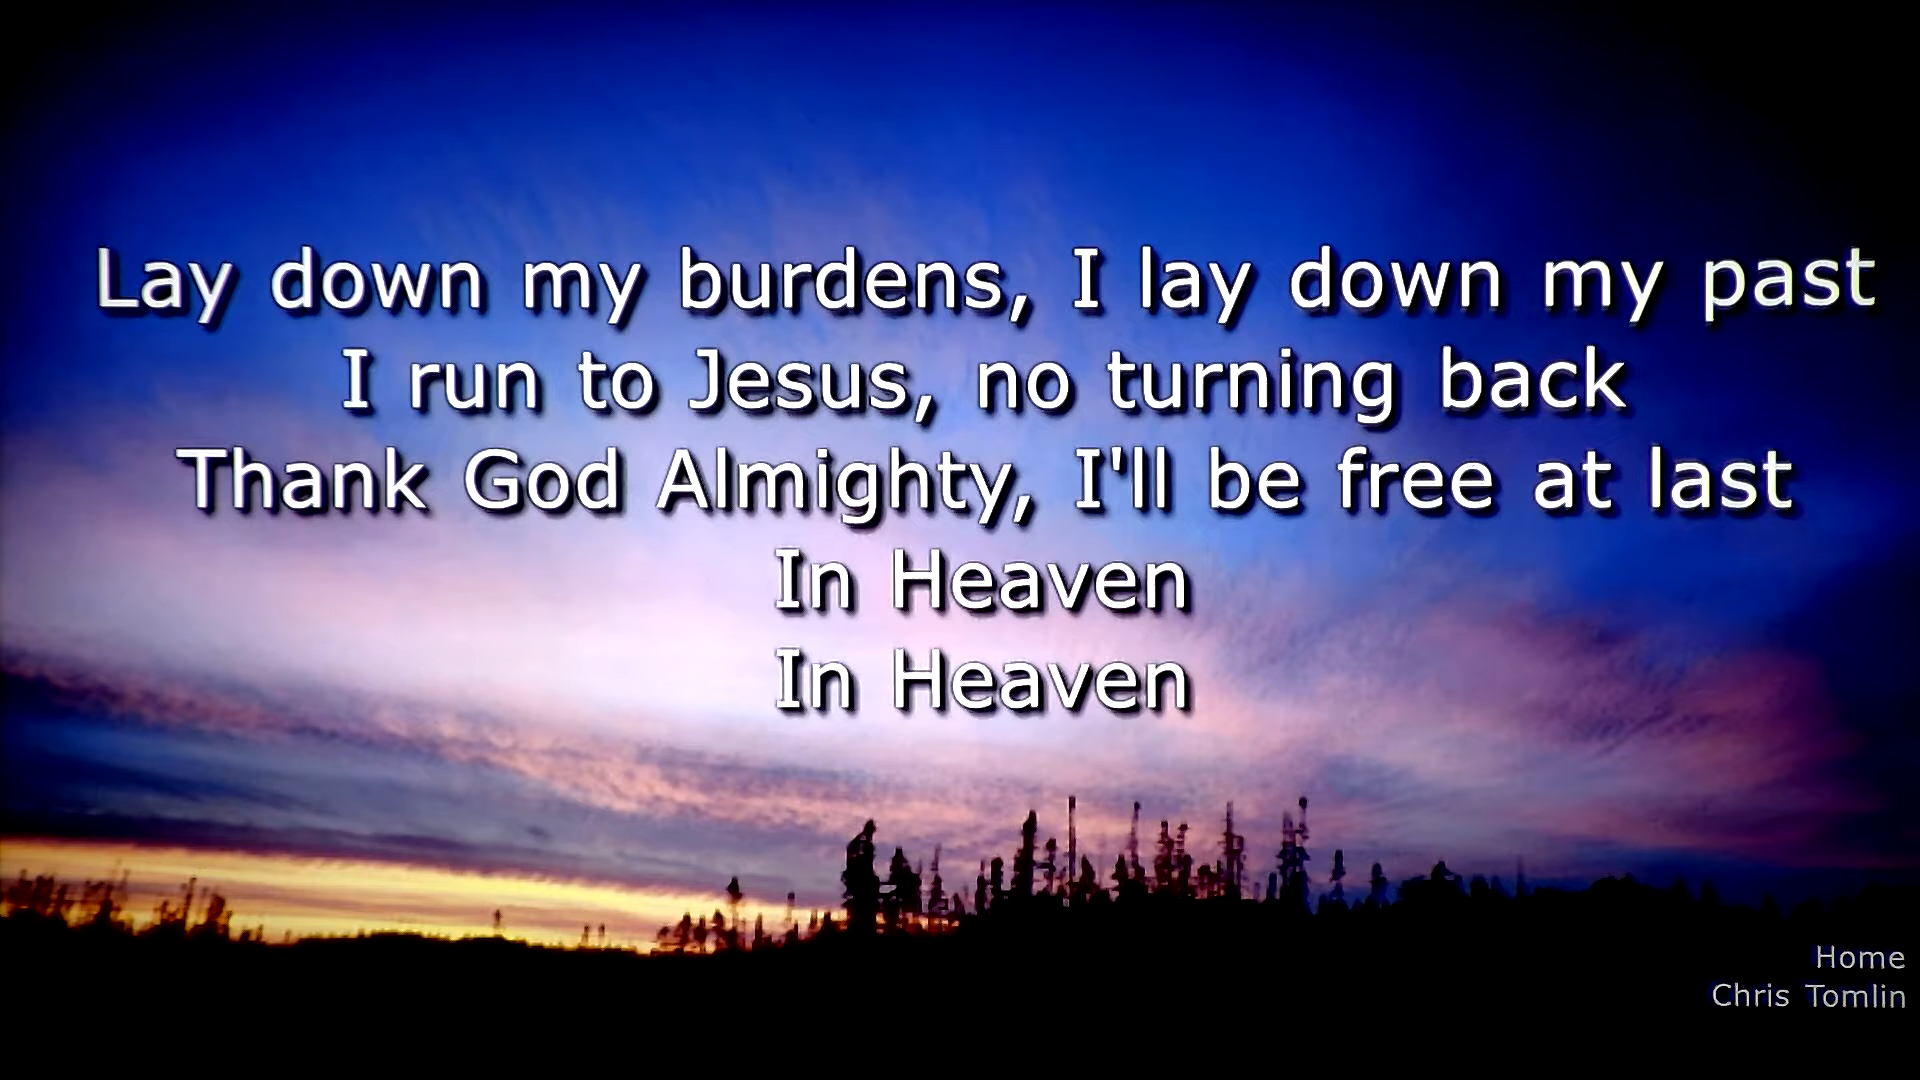 Lay down my burdens, I lay down my past
I run to Jesus, no turning back
Thank God Almighty, I'll be free at last
In Heaven
In Heaven
Home
Chris Tomlin